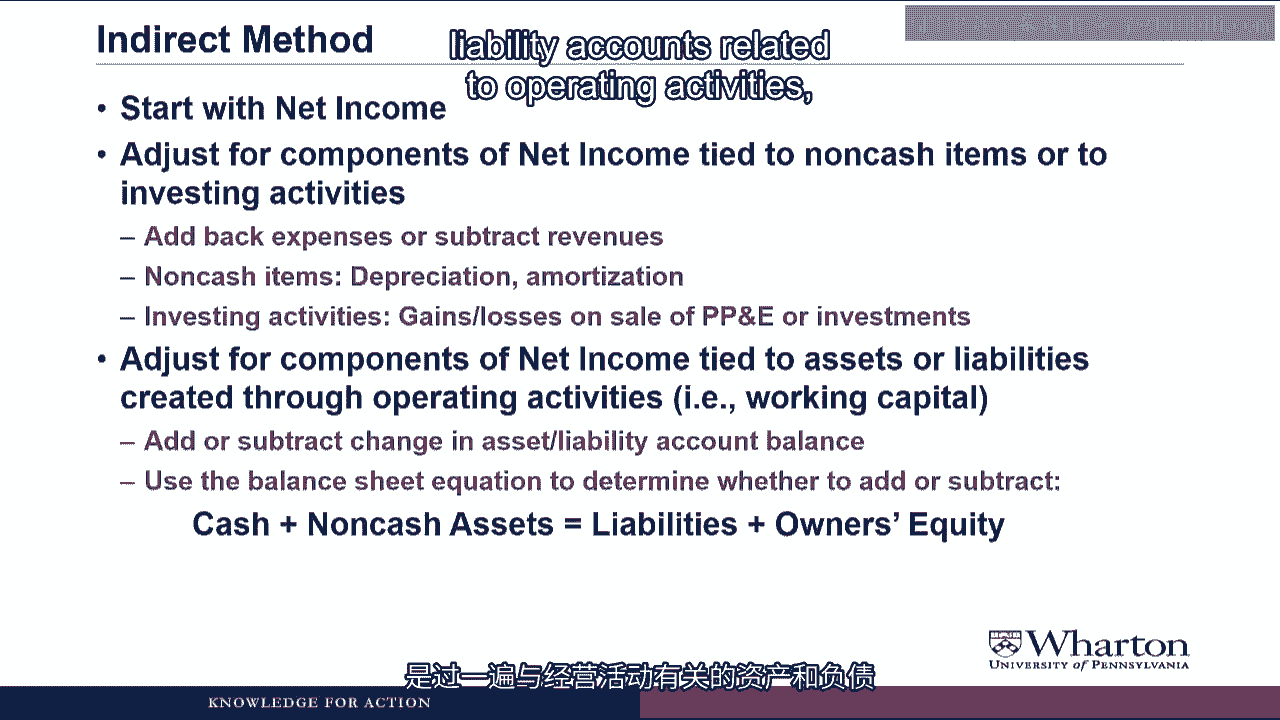 Indirect Method
liability accounts related
to operating activities,
• Start with Net Income
• Adjust for components of Net Income tied to noncash items or to
investing activities
– Add back expenses or subtract revenues
– Noncash items: Depreciation, amortization
– Investing activities: Gains/losses on sale of PP&E or investments
• Adjust for components of Net Income tied to assets or liabilities
created through operating activities (i.e., working capital)
– Add or subtract change in asset/liability account balance
– Use the balance sheet equation to determine whether to add or subtract:
Cash + Noncash Assets = Liabilities + Owners’ Equity
Wharton
UNIVERSITY of PENNSYLVANIA
是过一遍与经营活动有关的资产和负债
KNOWLEDGE FOR ACTION